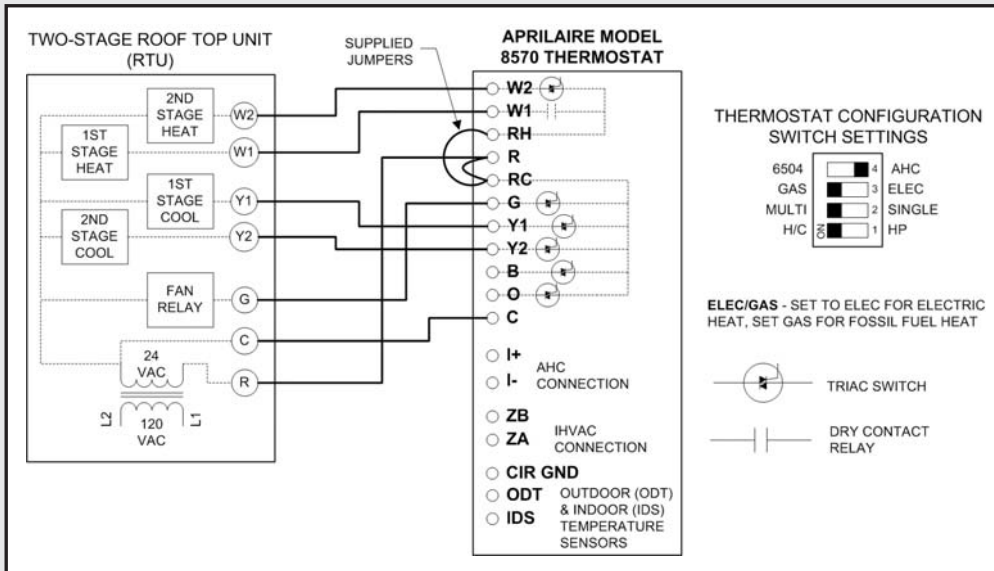 TWO-STAGE ROOF TOP UNIT
(RTU)
2ND
STAGE
HEAT
W2
1ST
STAGE
HEAT
W1
1ST
STAGE
COOL
Y1
2ND
STAGE
COOL
Y2
FAN
RELAY
G
C
24
VAC
R
L2
120
VAC
L1
SUPPLIED
JUMPERS
APRILAIRE MODEL
8570 THERMOSTAT
W2
W1
RH
R
RC
G
Y1
Y2
B
O
C
I+
I-
AHC
CONNECTION
ZB
ZA
IHVAC
CONNECTION
CIR GND
ODT
IDS
OUTDOOR (ODT)
& INDOOR (IDS)
TEMPERATURE
SENSORS
THERMOSTAT CONFIGURATION
SWITCH SETTINGS
6504 4 AHC
GAS 3 ELEC
MULTI 2 SINGLE
H/C ON 1 HP
ELEC/GAS - SET TO ELEC FOR ELECTRIC
HEAT, SET GAS FOR FOSSIL FUEL HEAT
TRIAC SWITCH
DRY CONTACT
RELAY